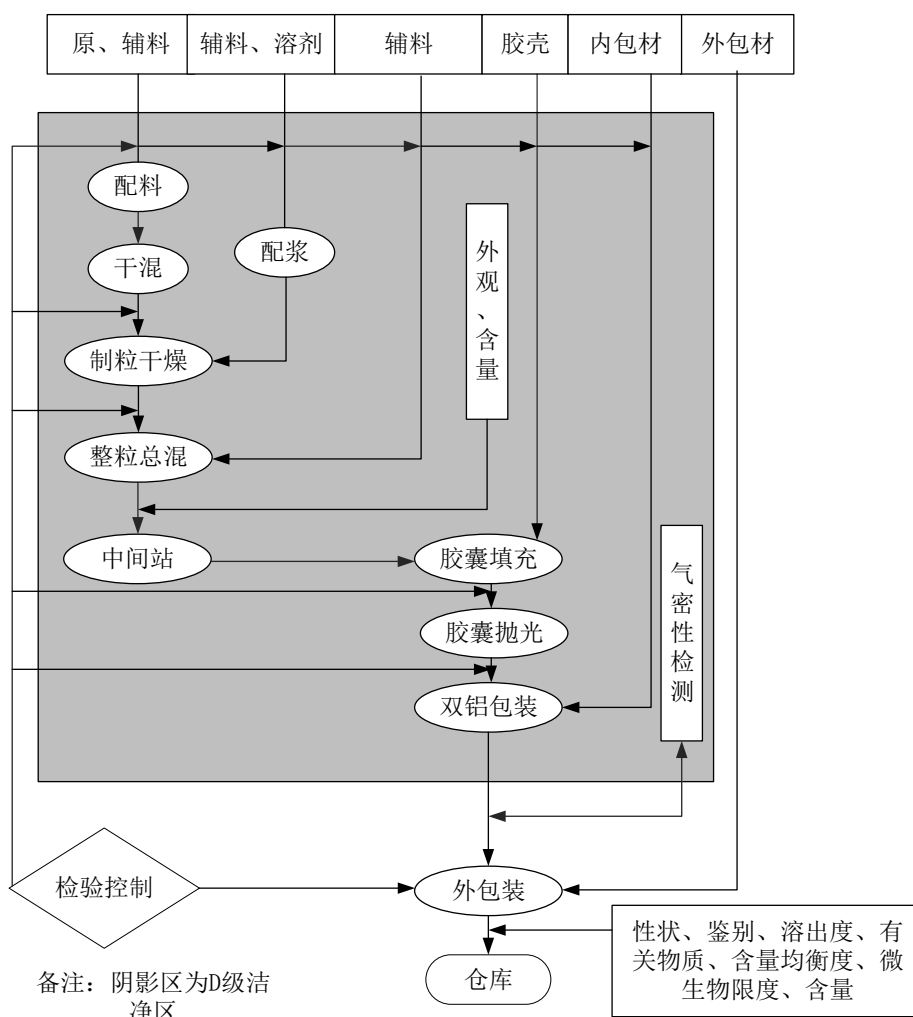 原、辅料
辅料、溶剂
辅料
胶壳
内包材
外包材
配料
干混
配浆
外观、含量
制粒干燥
整粒总混
中间站
胶囊填充
气密性检测
胶囊抛光
双铝包装
检验控制
外包装
性状、鉴别、溶出度、有
关物质、含量均衡度、微
生物限度、含量
仓库
备注: 阴影区为D级洁
净区